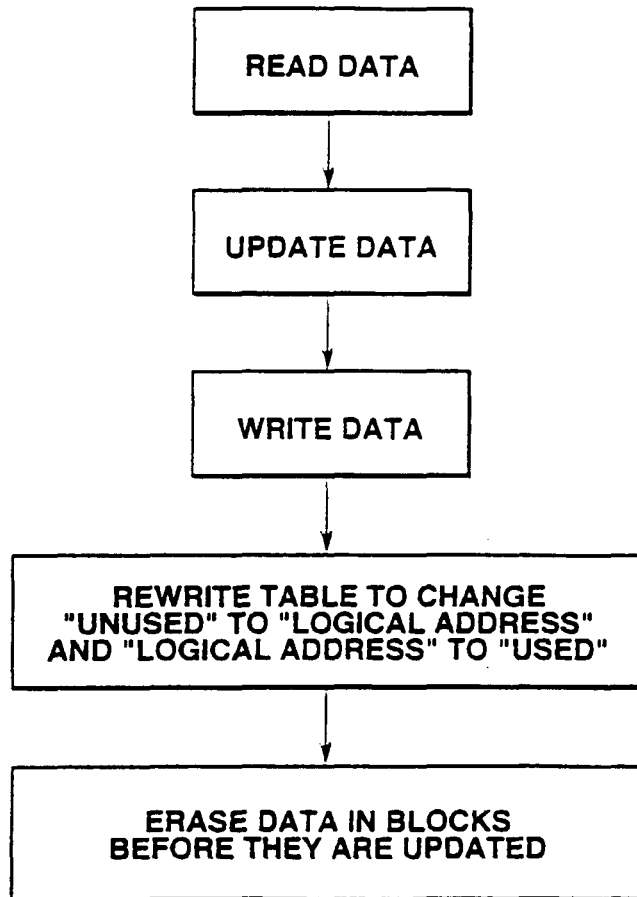 READ DATA
UPDATE DATA
WRITE DATA
REWRITE TABLE TO CHANGE
"UNUSED" TO "LOGICAL ADDRESS"
AND "LOGICAL ADDRESS" TO "USED"
ERASE DATA IN BLOCKS
BEFORE THEY ARE UPDATED